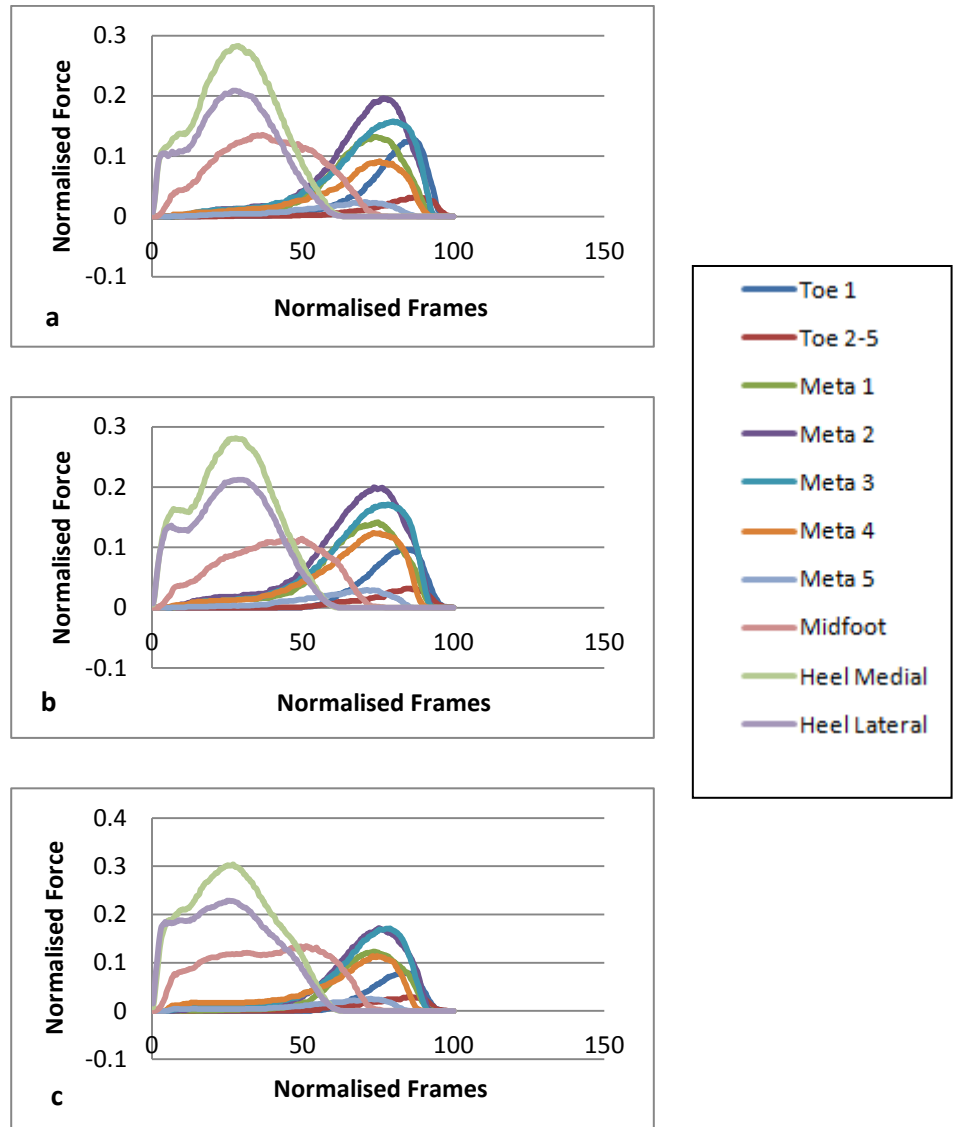 0.3
0.2
0.1
0
-0.1
0 50 100 150
Normalised Force
Normalised Frames
a
0.3
0.2
0.1
0
-0.1
0 50 100 150
Normalised Force
Normalised Frames
b
0.4
0.3
0.2
0.1
0
-0.1
0 50 100 150
Normalised Force
Normalised Frames
c
Toe 1
Toe 2-5
Meta 1
Meta 2
Meta 3
Meta 4
Meta 5
Midfoot
Heel Medial
Heel Lateral